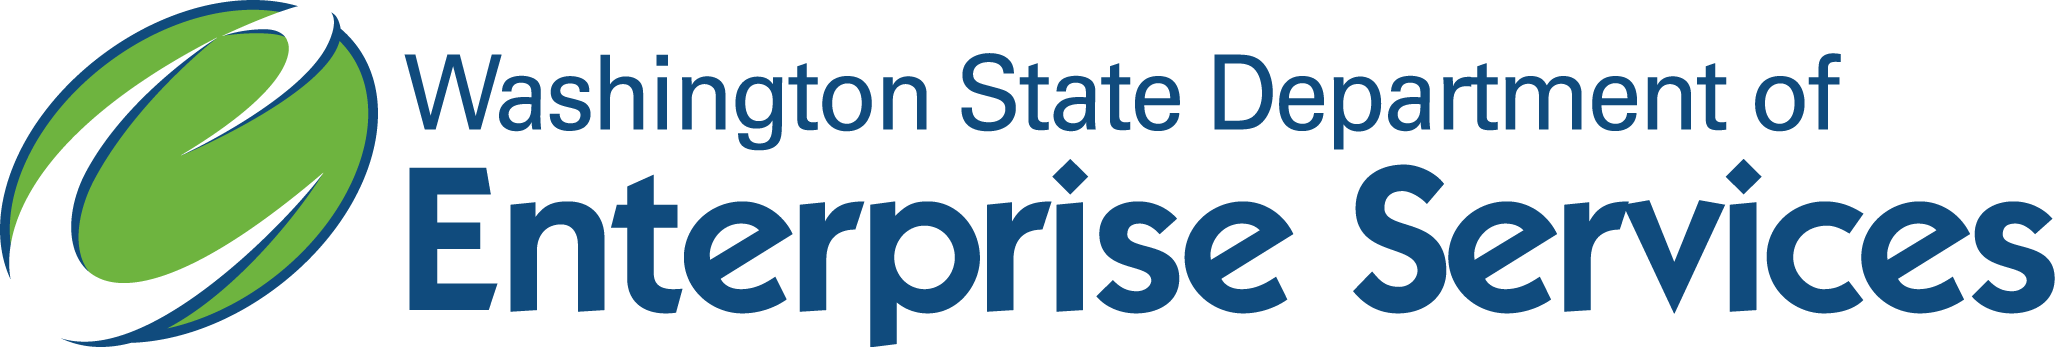 Washington State Department of
Enterprise Services